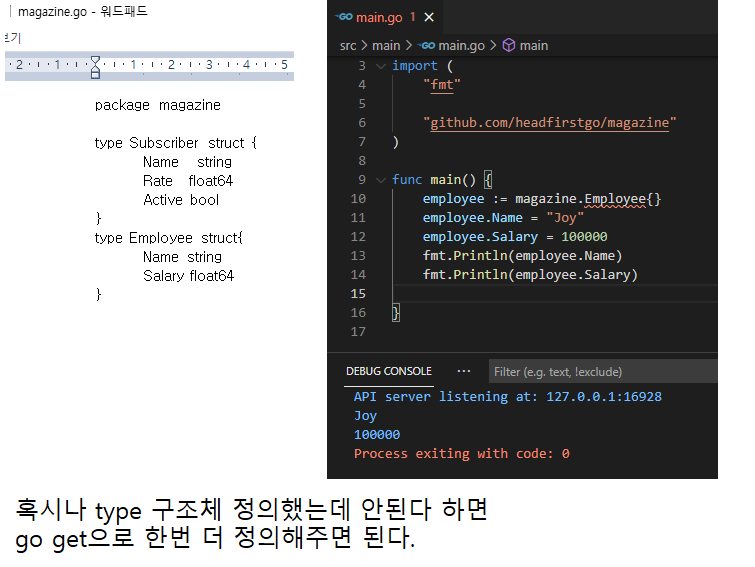 magazine.go - 워드패드
보기
2 1 1 2 3 4 5
package magazine
type Subscriber struct {
Name string
Rate float64
Active bool
}
type Employee struct{
Name string
Salary float64
}
main.go 1 ×
src > main > main.go > main
3 import (
4 "fmt"
5
6 "github.com/headfirstgo/magazine"
7 )
8
9 func main() {
10 employee := magazine.Employee{}
11 employee.Name = "Joy"
12 employee.Salary = 100000
13 fmt.Println(employee.Name)
14 fmt.Println(employee.Salary)
15
16 }
17
DEBUG CONSOLE ··· Filter (e.g. text, !exclude)
API server listening at: 127.0.0.1:16928
Joy
100000
Process exiting with code: 0
혹시나 type 구조체 정의했는데 안된다 하면
go get으로 한번 더 정의해주면 된다.